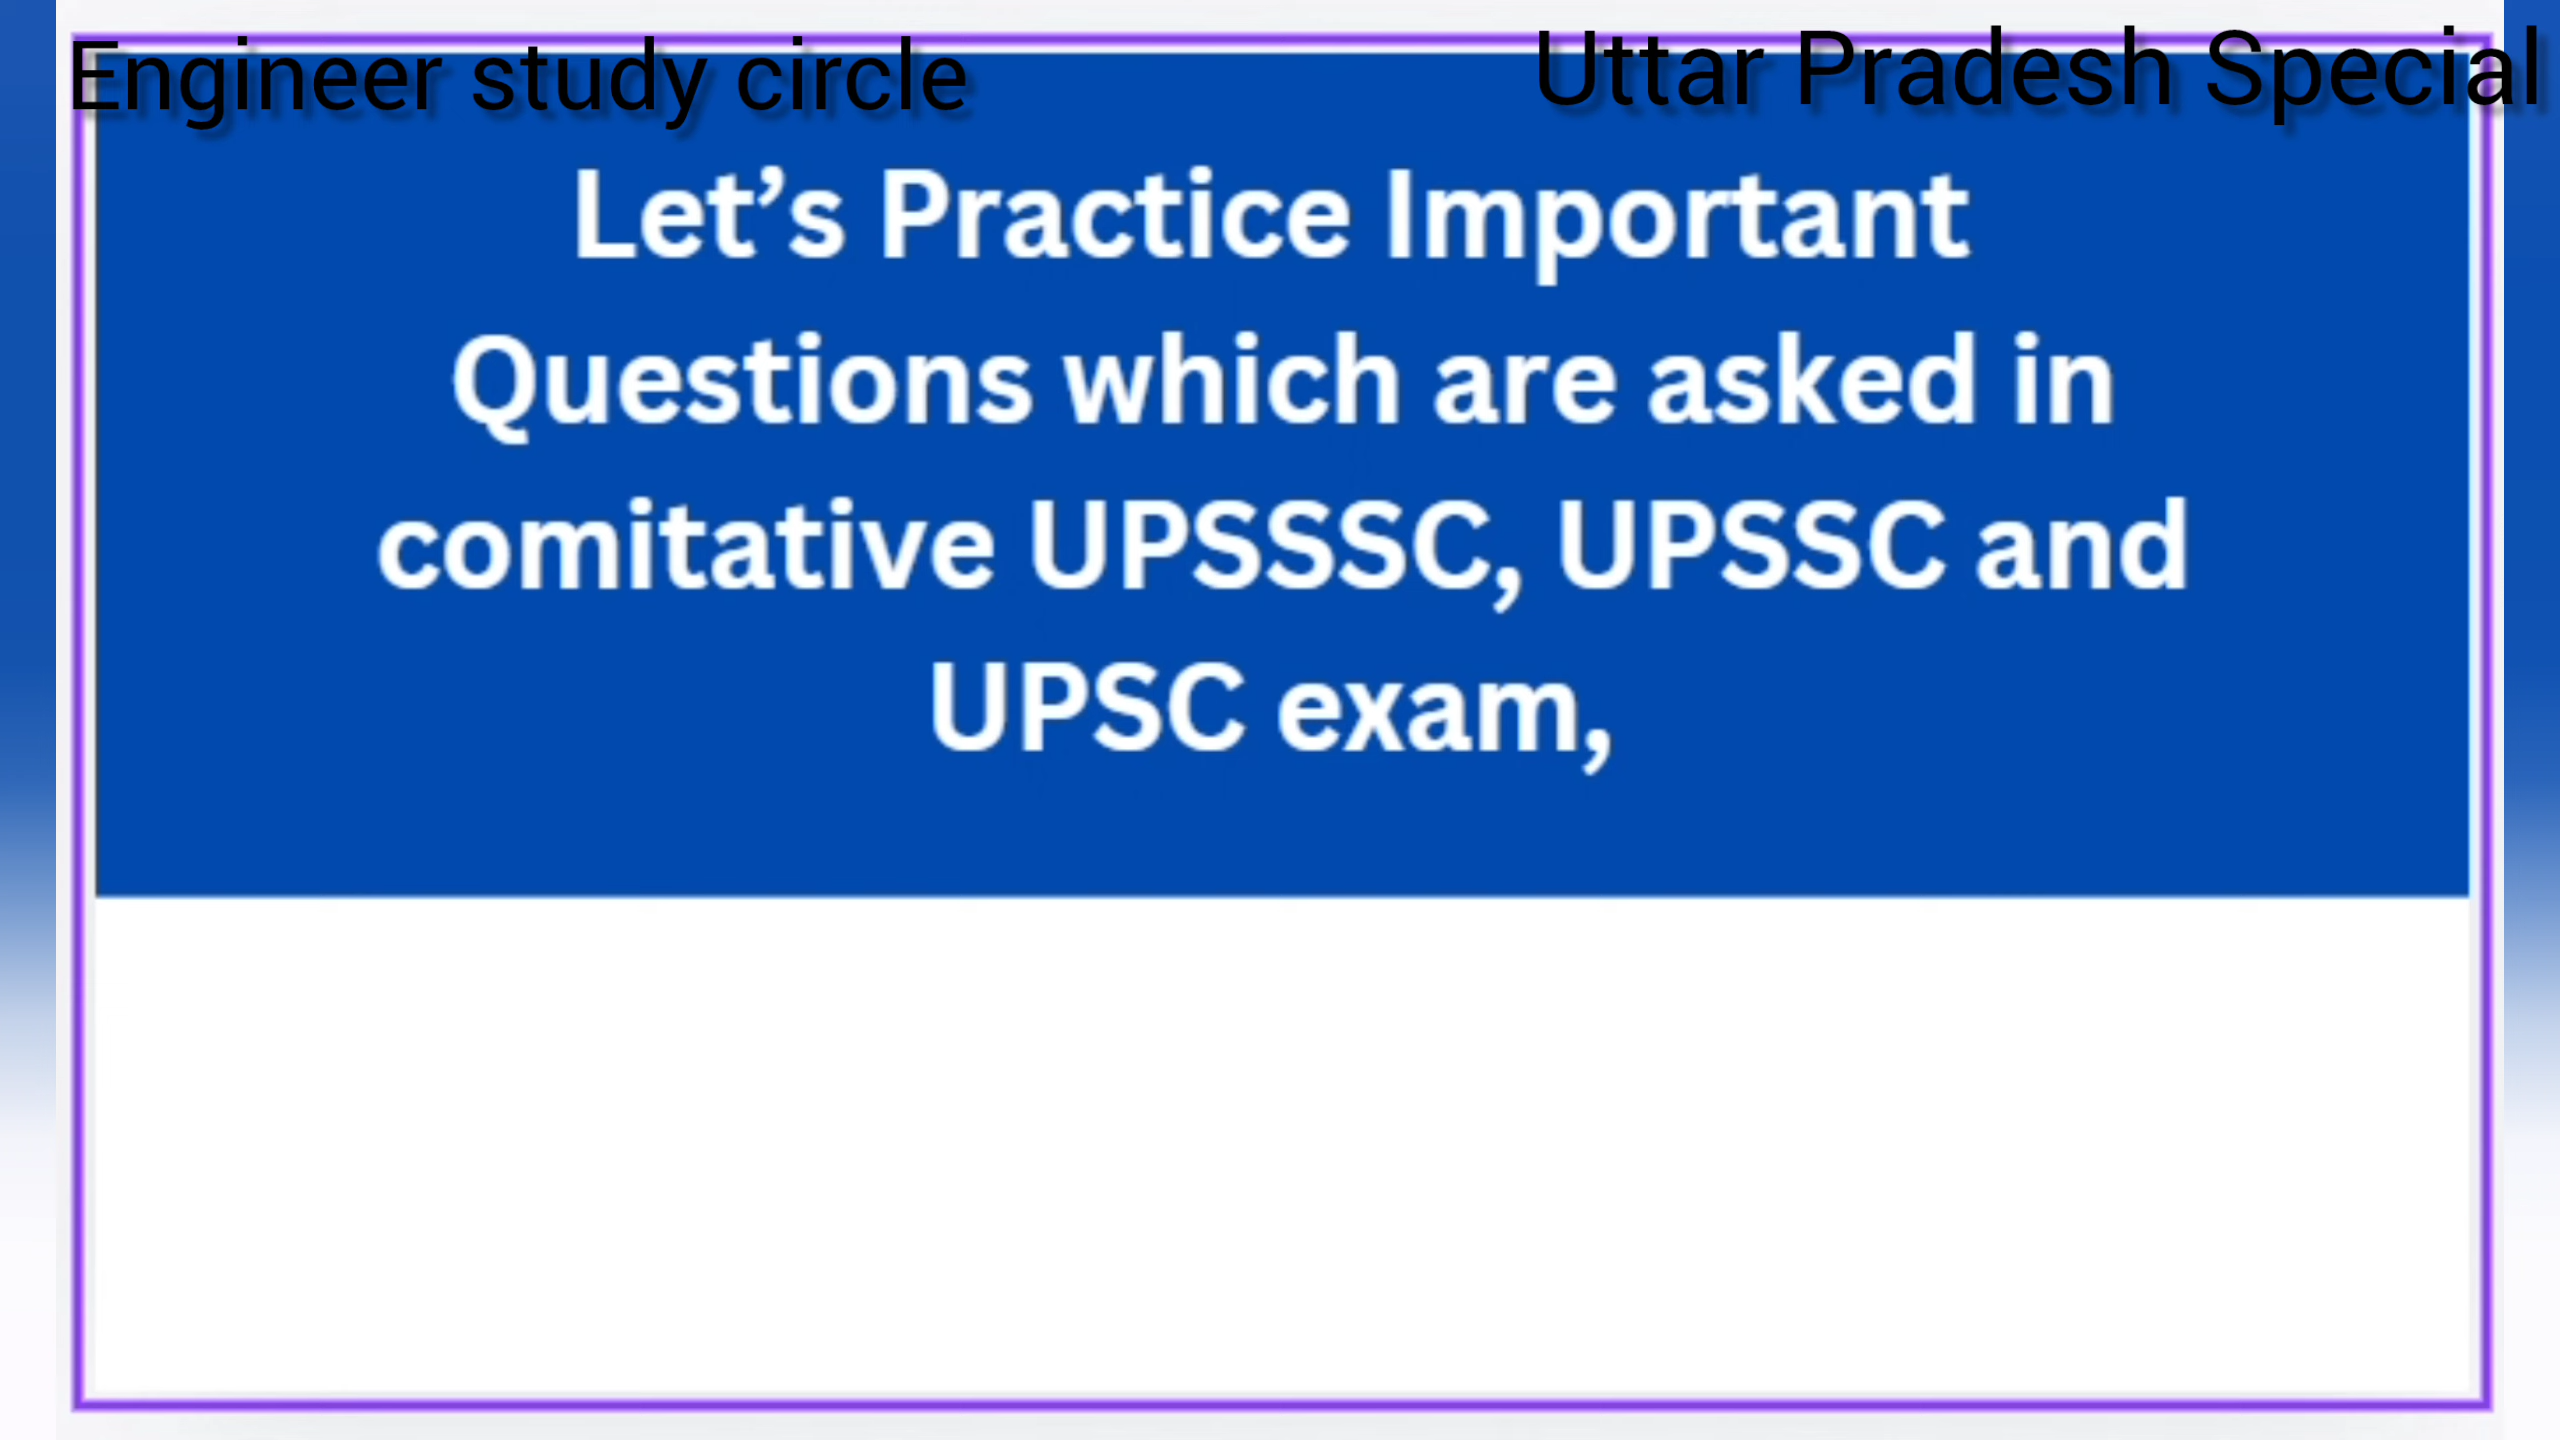 Engineer study circle
Uttar Pradesh Special
Let’s Practice Important
Questions which are asked in
comitative UPSSSC, UPSSC and
UPSC exam,